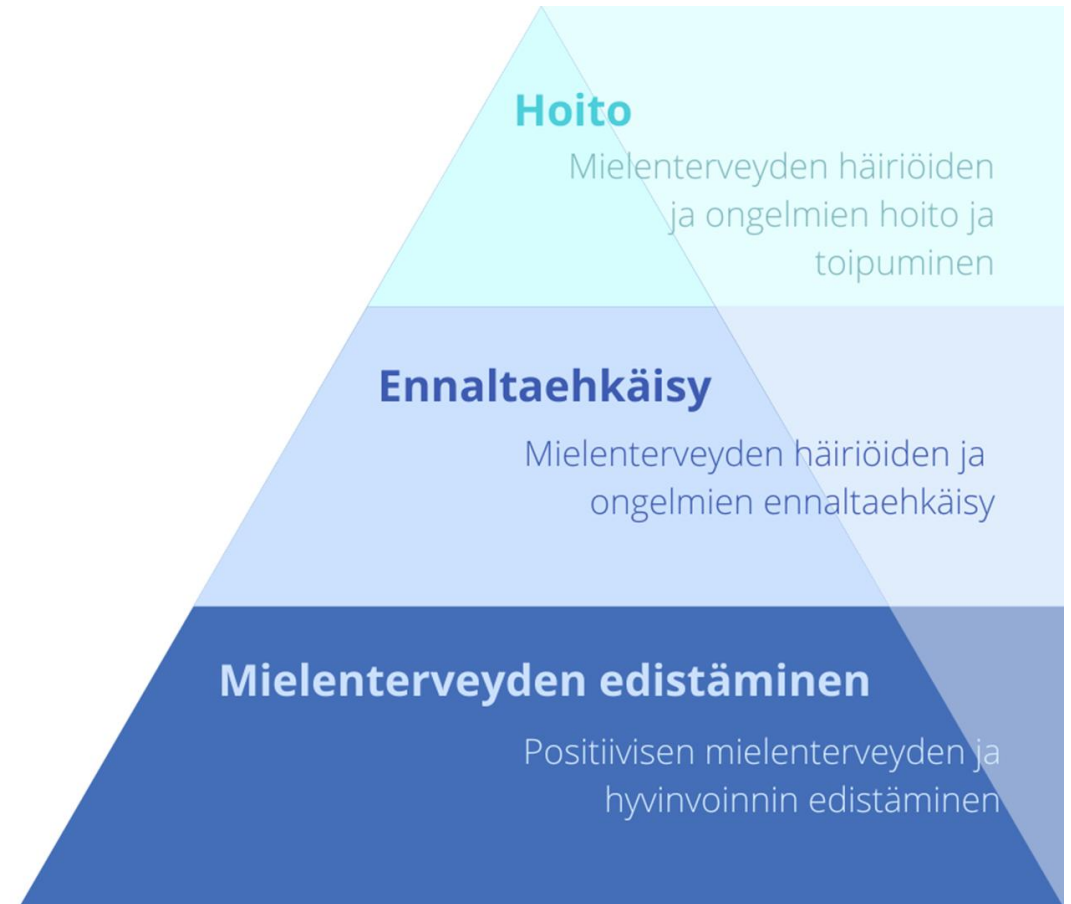 Hoito
Mielenterveyden häiriöiden
ja ongelmien hoito ja
toipuminen
Ennaltaehkäisy
Mielenterveyden häiriöiden ja
ongelmien ennaltaehkäisy
Mielenterveyden edistäminen
Positiivisen mielenterveyden ja
hyvinvoinnin edistäminen